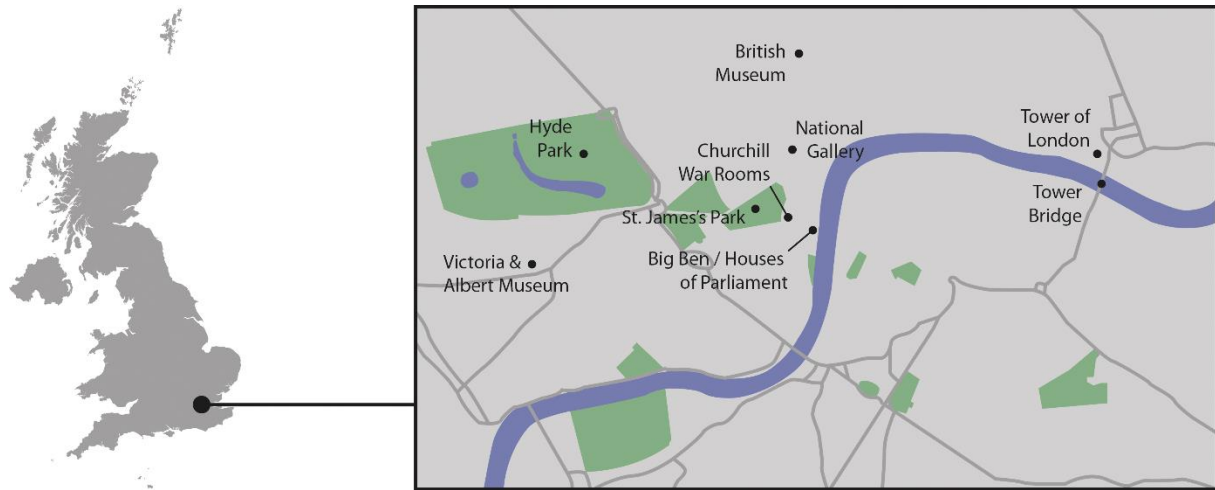 British
Museum
Hyde
Park
National
Gallery
Churchill
War Rooms
Tower of
London
St. James's Park
Tower
Bridge
Big Ben / Houses
of Parliament
Victoria &
Albert Museum